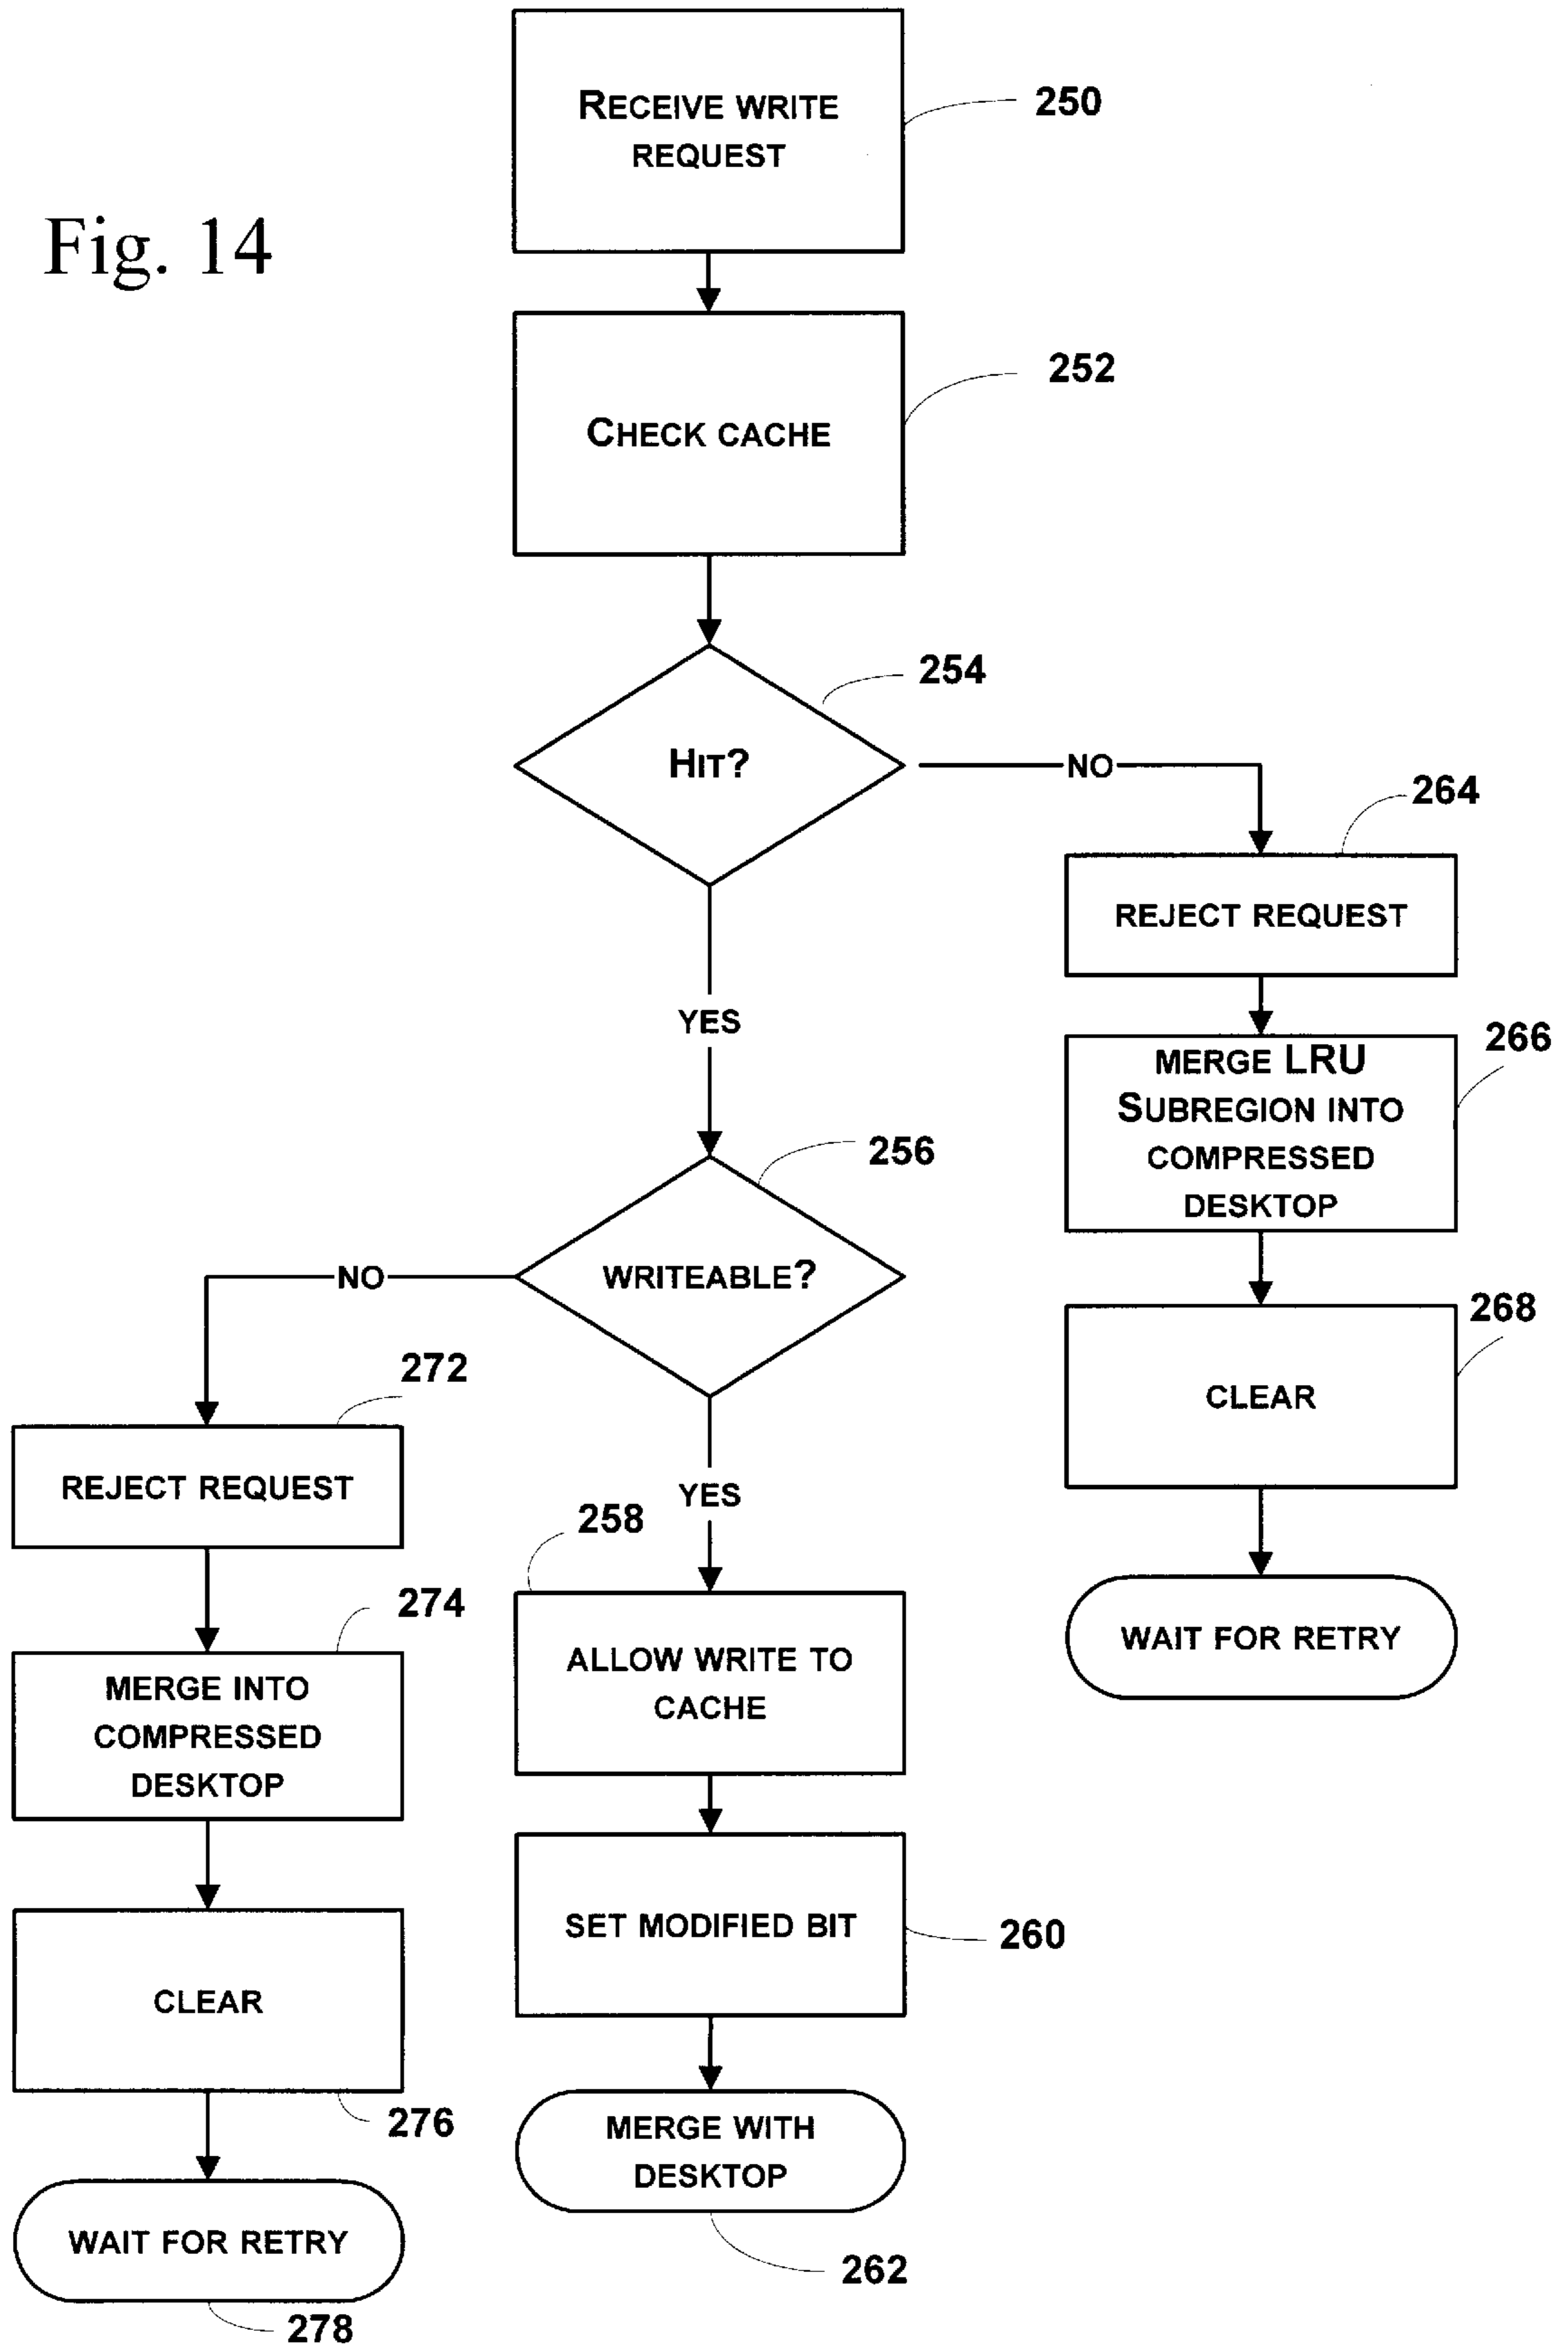 Fig. 14
RECEIVE WRITE
REQUEST
250
CHECK CACHE
252
HIT?
254
NO
YES
264
REJECT REQUEST
266
MERGE LRU
SUBREGION INTO
COMPRESSED
DESKTOP
268
CLEAR
WAIT FOR RETRY
256
WRITEABLE?
NO
YES
272
REJECT REQUEST
274
MERGE INTO
COMPRESSED
DESKTOP
CLEAR
276
WAIT FOR RETRY
278
258
ALLOW WRITE TO
CACHE
SET MODIFIED BIT
260
MERGE WITH
DESKTOP
262